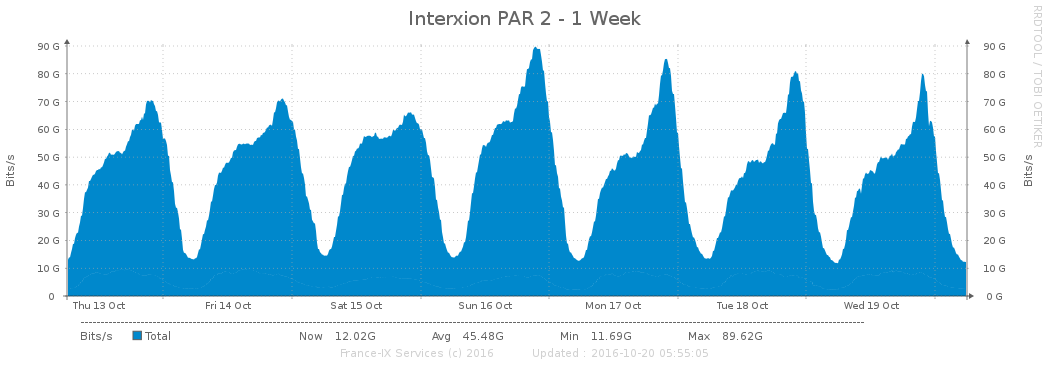 Interxion PAR 2 - 1 Week
RRDTOOL / TOBI OETIKER
Bits/s
90 G
80 G
70 G
60 G
50 G
40 G
30 G
20 G
10 G
0
90 G
80 G
70 G
60 G
50 G
40 G
30 G
20 G
10 G
0 G
Bits/s
Thu 13 Oct Fri 14 Oct Sat 15 Oct Sun 16 Oct Mon 17 Oct Tue 18 Oct Wed 19 Oct
Bits/s Total Now 12.02G Avg 45.48G Min 11.69G Max 89.62G
France-IX Services (c) 2016 Updated : 2016-10-20 05:55:05